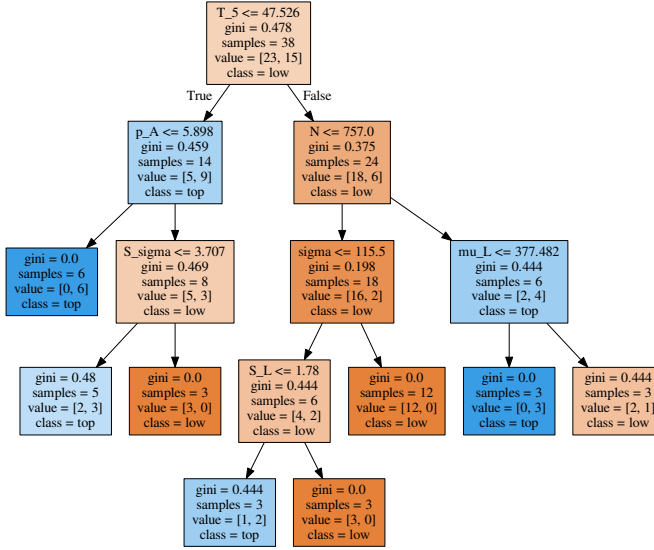 T_5 <= 47.526
gini = 0.478
samples = 38
value = [23, 15]
class = low
True
False
p_A <= 5.898
gini = 0.459
samples = 14
value = [5, 9]
class = top
N <= 757.0
gini = 0.375
samples = 24
value = [18, 6]
class = low
gini = 0.0
samples = 6
value = [0, 6]
class = top
S_sigma <= 3.707
gini = 0.469
samples = 8
value = [5, 3]
class = low
sigma <= 115.5
gini = 0.198
samples = 18
value = [16, 2]
class = low
mu_L <= 377.482
gini = 0.444
samples = 6
value = [2, 4]
class = top
gini = 0.48
samples = 5
value = [2, 3]
class = top
gini = 0.0
samples = 3
value = [3, 0]
class = low
S_L <= 1.78
gini = 0.444
samples = 6
value = [4, 2]
class = low
gini = 0.0
samples = 12
value = [12, 0]
class = low
gini = 0.0
samples = 3
value = [0, 3]
class = top
gini = 0.444
samples = 3
value = [2, 1]
class = low
gini = 0.444
samples = 3
value = [1, 2]
class = top
gini = 0.0
samples = 3
value = [3, 0]
class = low